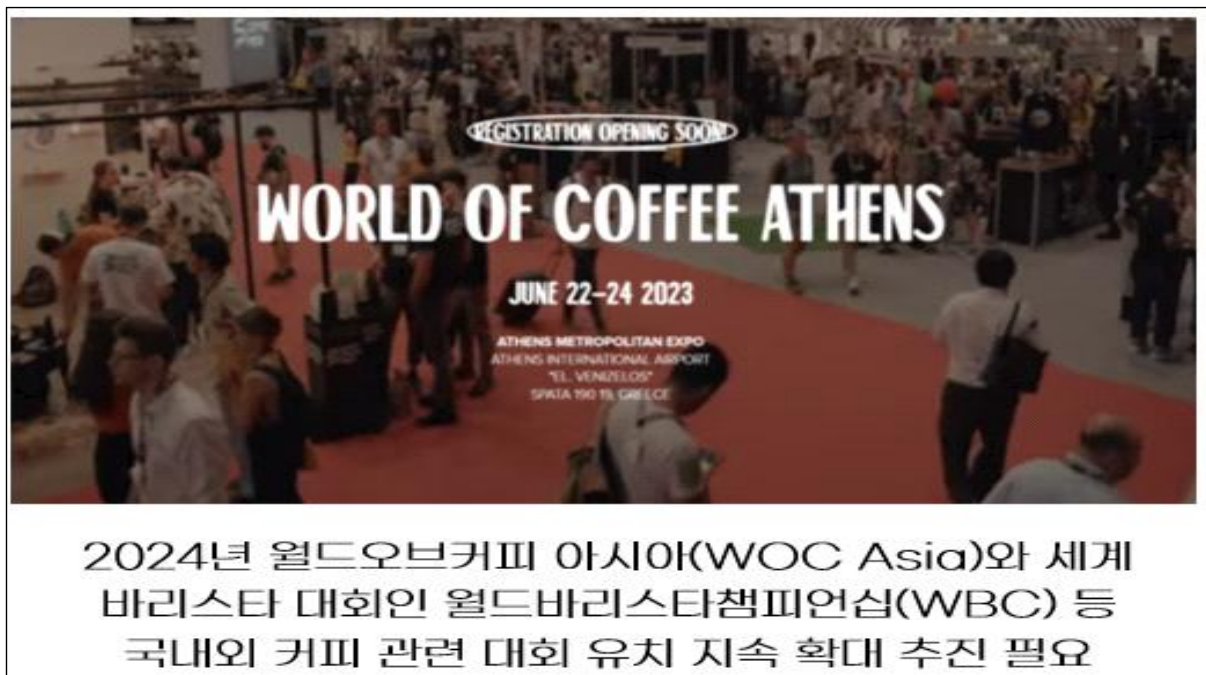 REGISTRATION OPENING SOON!
WORLD OF COFFEE ATHENS
JUNE 22–24 2023
ATHENS METROPOLITAN EXPO
ATHENS INTERNATIONAL AIRPORT
"EL. VENIZELOS"
SPATA 190 19, GREECE
2024년 월드오브커피 아시아(WOC Asia)와 세계
바리스타 대회인 월드바리스타챔피언십(WBC) 등
국내외 커피 관련 대회 유치 지속 확대 추진 필요